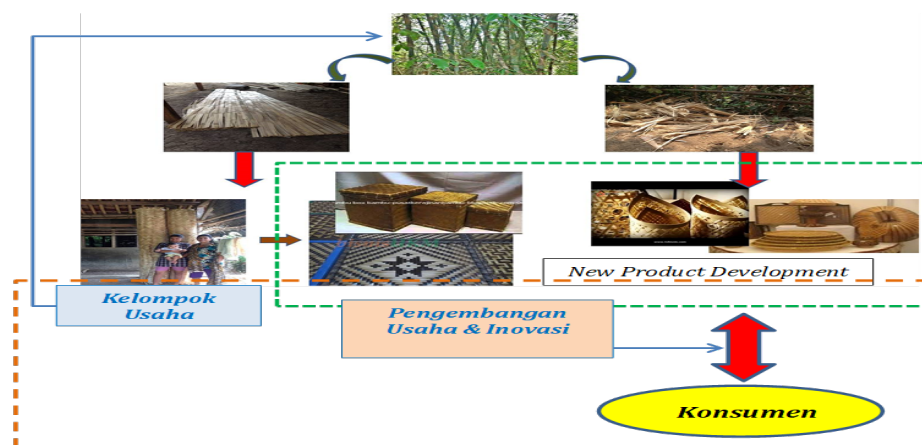 New Product Development
Kelompok
Usaha
Pengembangan
Usaha & Inovasi
Konsumen